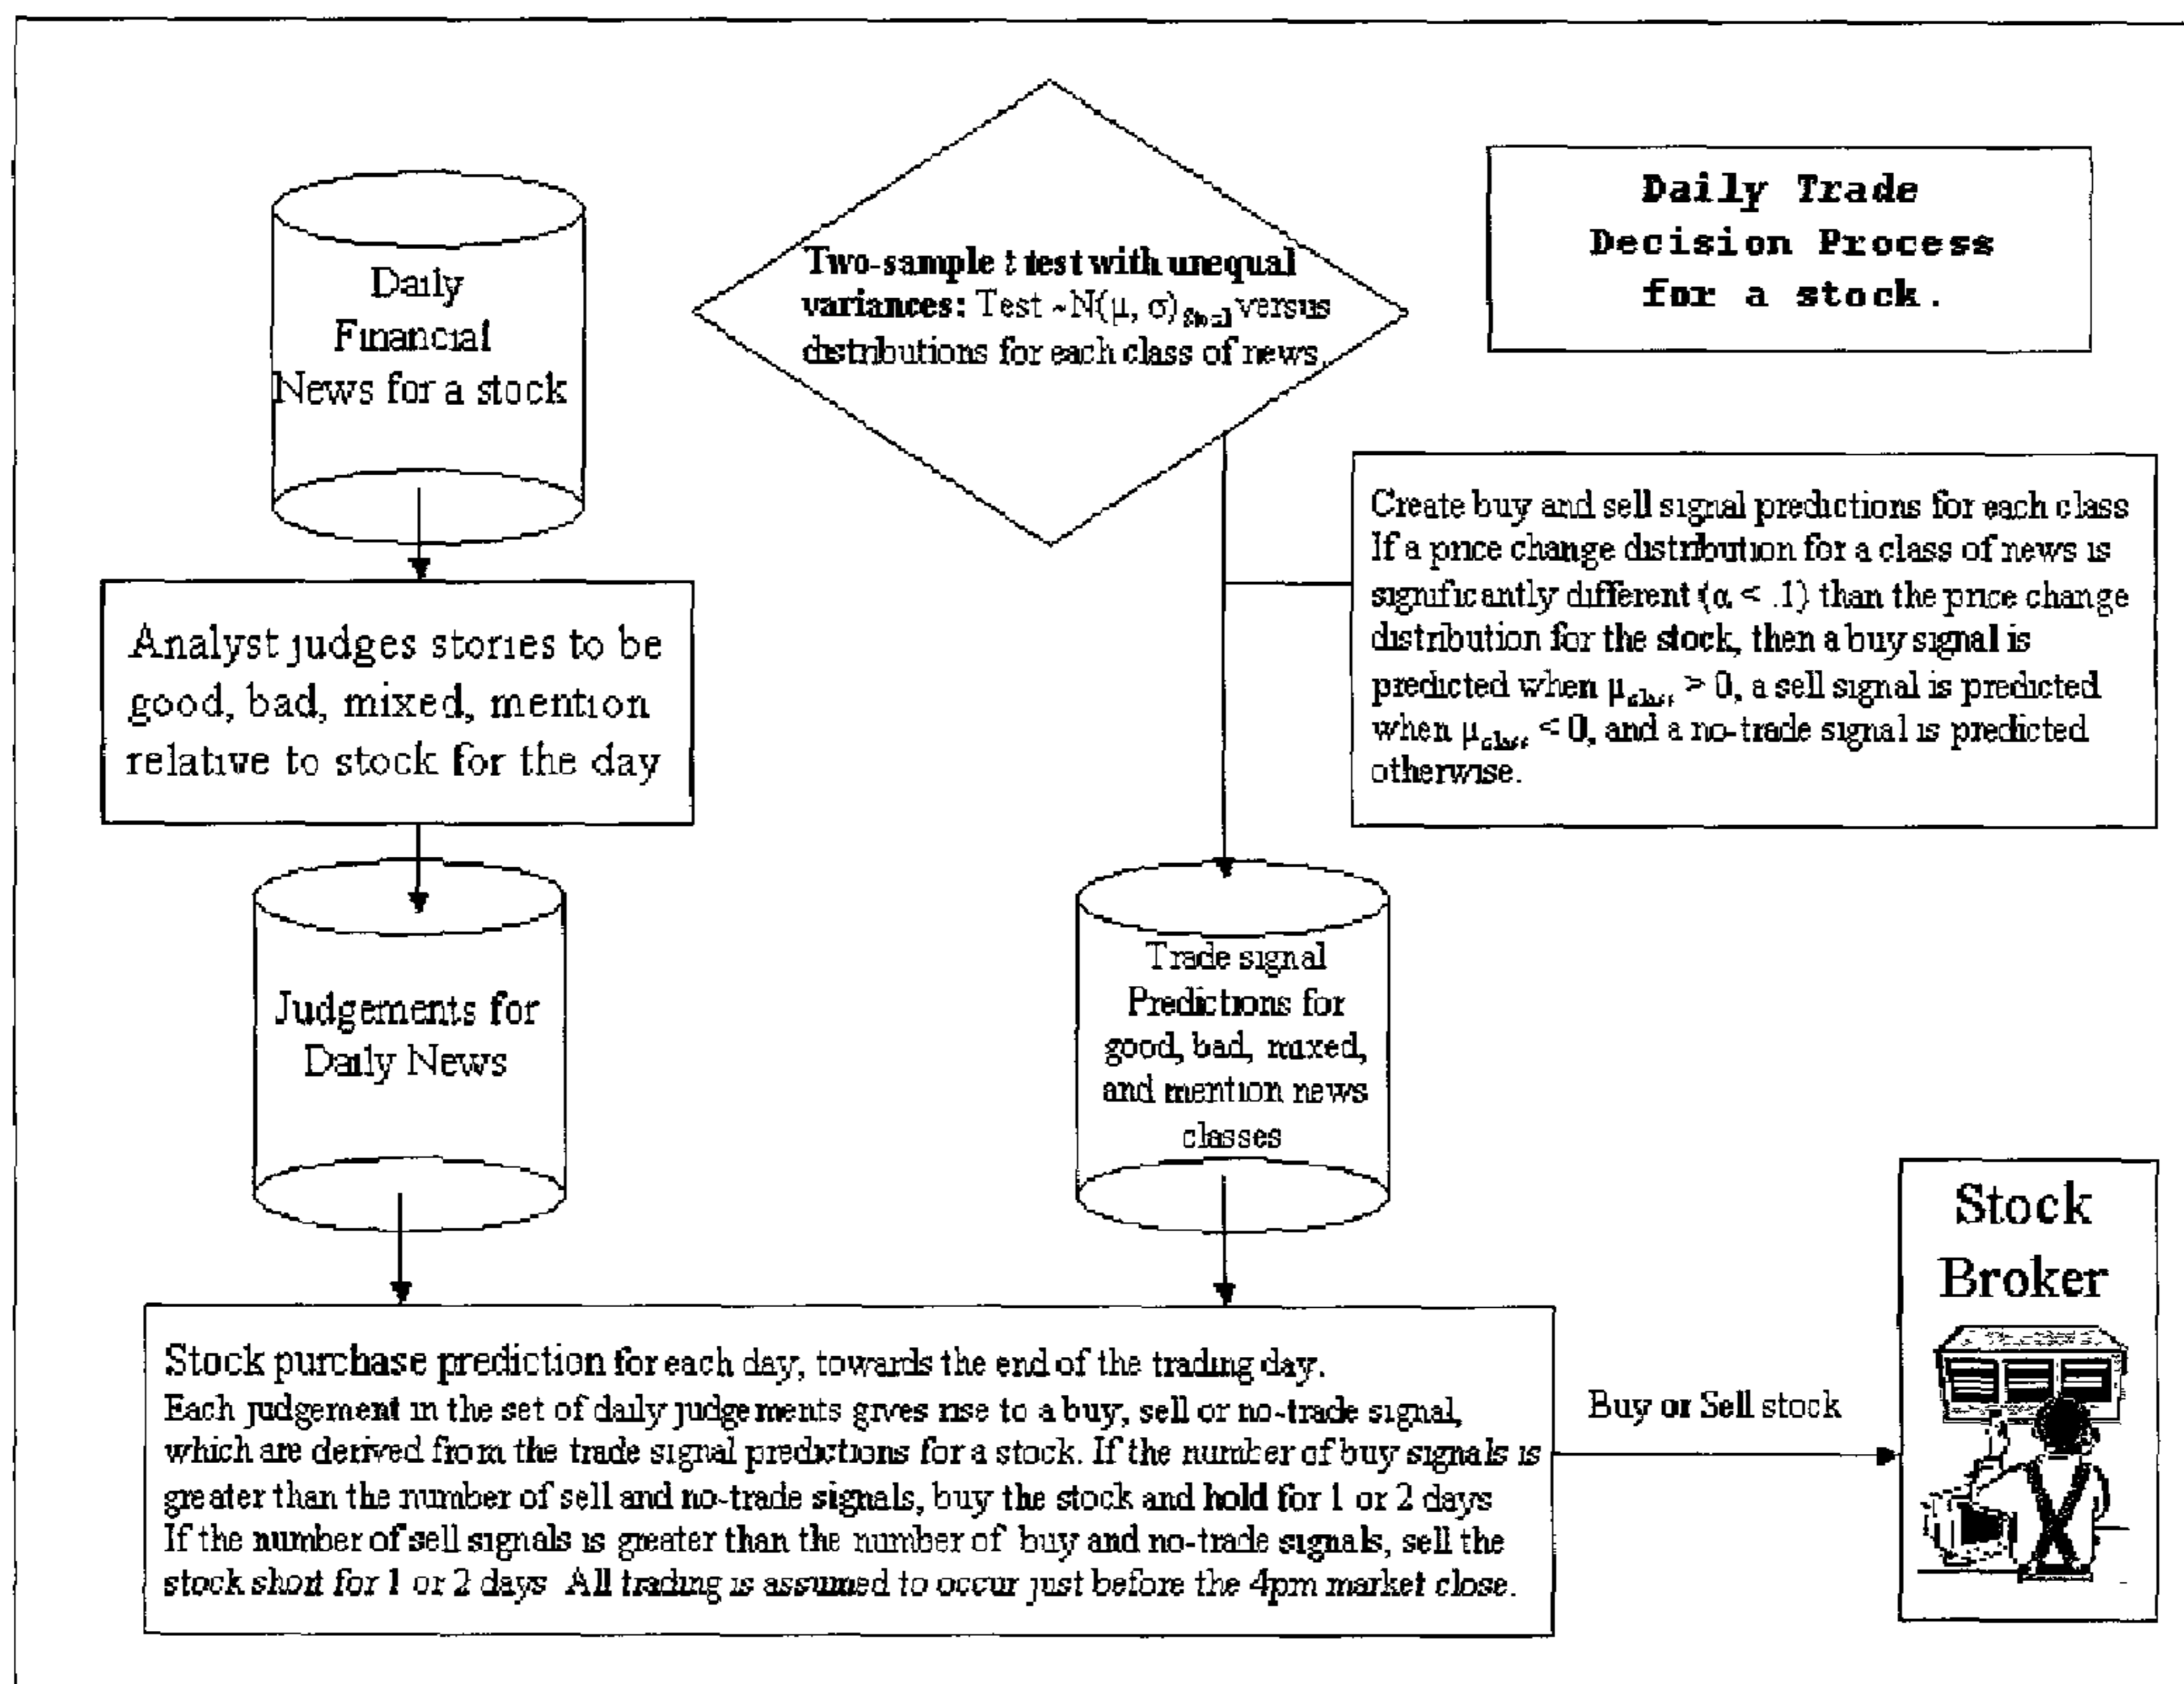 Daily
Financial
News for a stock
Two-sample t test with unequal
variances: Test ~N(μ, σ) versus
distributions for each class of news.
Daily Trade
Decision Process
for a stock.
Analyst judges stories to be
good, bad, mixed, mention
relative to stock for the day
Create buy and sell signal predictions for each class
If a price change distribution for a class of news is
significantly different (α < .1) than the price change
distribution for the stock, then a buy signal is
predicted when μclass > 0, a sell signal is predicted
when μclass < 0, and a no-trade signal is predicted
otherwise.
Judgements for
Daily News
Trade signal
Predictions for
good, bad, mixed,
and mention news
classes
Stock purchase prediction for each day, towards the end of the trading day.
Each judgement in the set of daily judgements gives rise to a buy, sell or no-trade signal,
which are derived from the trade signal predictions for a stock. If the number of buy signals is
greater than the number of sell and no-trade signals, buy the stock and hold for 1 or 2 days
If the number of sell signals is greater than the number of buy and no-trade signals, sell the
stock short for 1 or 2 days All trading is assumed to occur just before the 4pm market close.
Buy or Sell stock
Stock
Broker